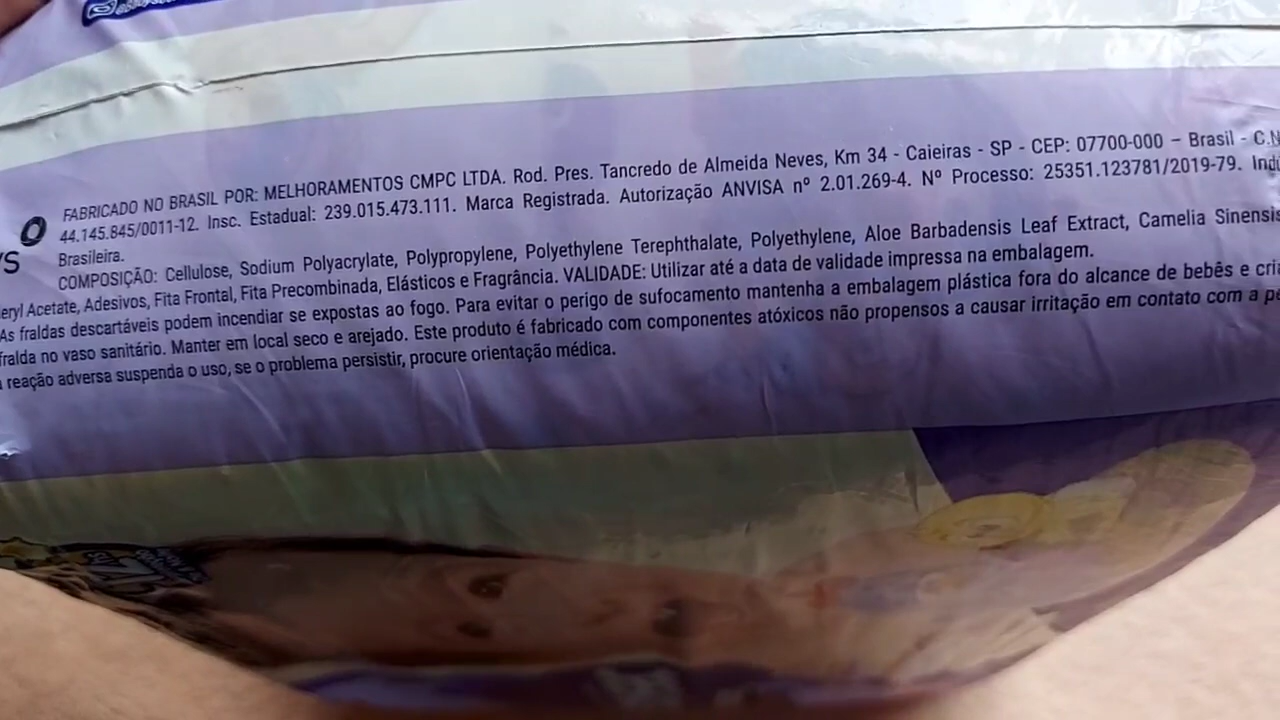 FABRICADO NO BRASIL POR: MELHORAMENTOS CMPC LTDA. Rod. Pres. Tancredo de Almeida Neves, Km 34 - Caieiras - SP - CEP: 07700-000 – Brasil - C.N
44.145.845/0011-12. Insc. Estadual: 239.015.473.111. Marca Registrada. Autorização ANVISA nº 2.01.269-4. Nº Processo: 25351.123781/2019-79. Ind
Brasileira.
COMPOSIÇÃO: Cellulose, Sodium Polyacrylate, Polypropylene, Polyethylene Terephthalate, Polyethylene, Aloe Barbadensis Leaf Extract, Camelia Sinensis
eryl Acetate, Adesivos, Fita Frontal, Fita Precombinada, Elásticos e Fragrância. VALIDADE: Utilizar até a data de validade impressa na embalagem.
As fraldas descartáveis podem incendiar se expostas ao fogo. Para evitar o perigo de sufocamento mantenha a embalagem plástica fora do alcance de bebês e cri
fralda no vaso sanitário. Manter em local seco e arejado. Este produto é fabricado com componentes atóxicos não propensos a causar irritação em contato com a pe
reação adversa suspenda o uso, se o problema persistir, procure orientação médica.